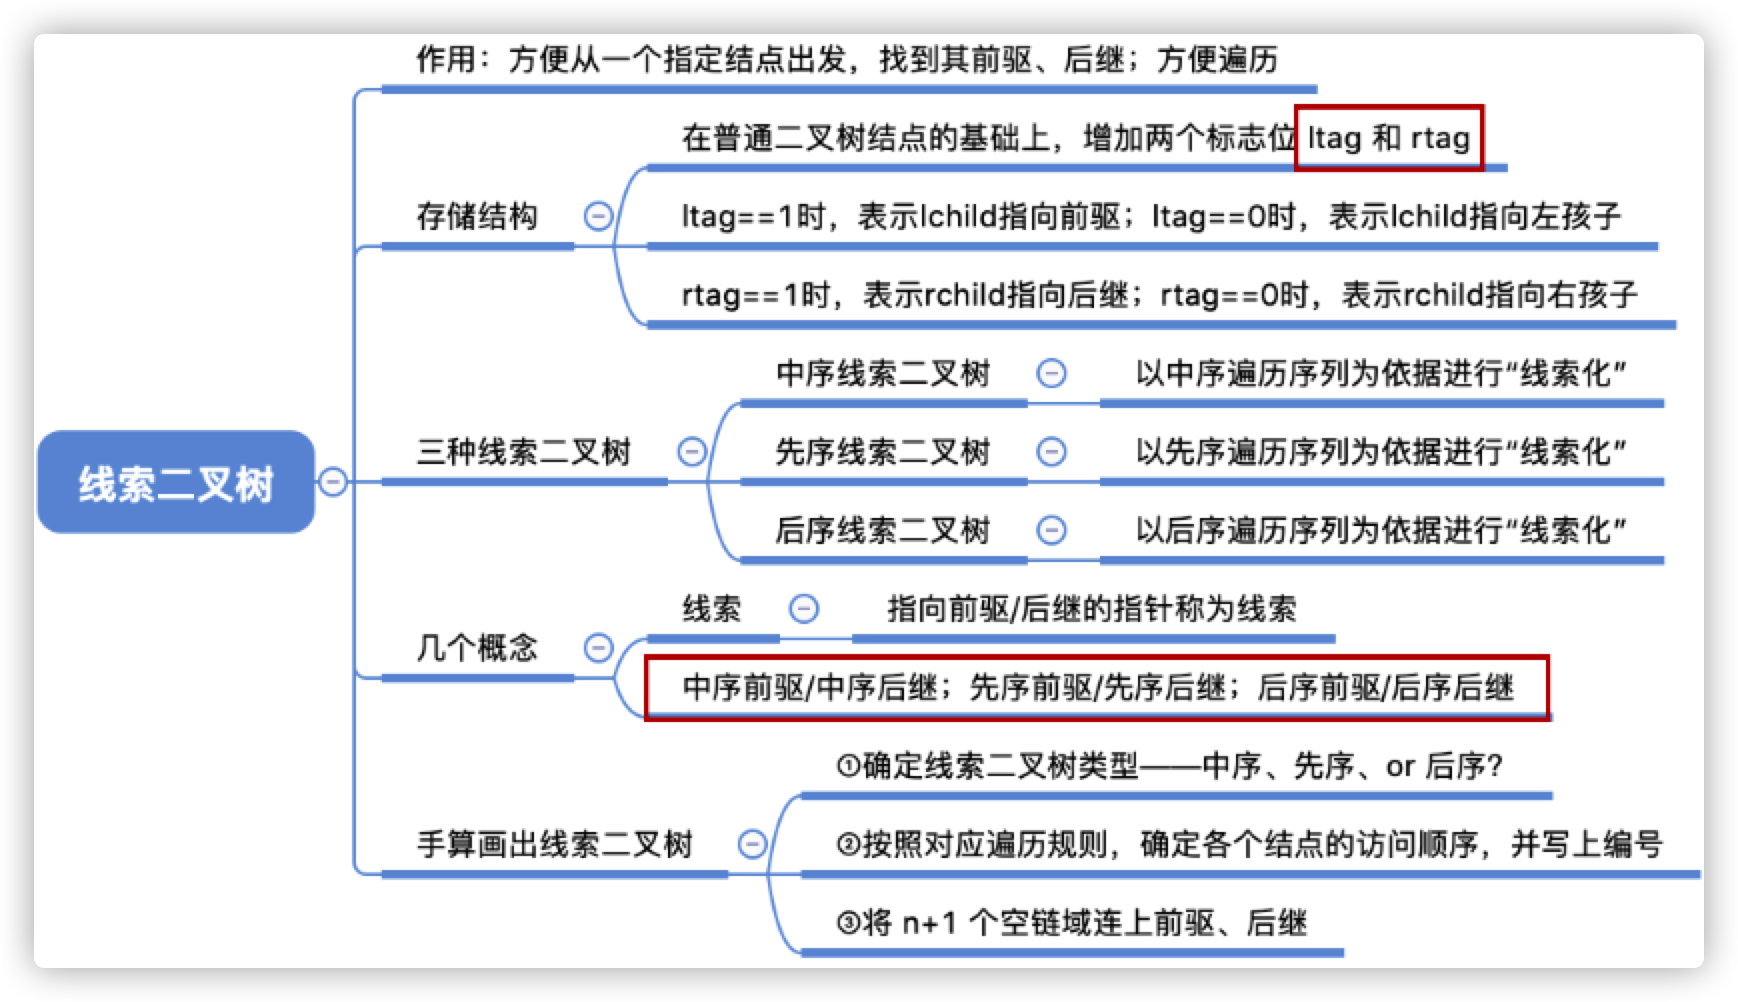 作用：方便从一个指定结点出发，找到其前驱、后继；方便遍历
在普通二叉树结点的基础上，增加两个标志位 ltag 和 rtag
存储结构
ltag==1时，表示lchild指向前驱；ltag==0时，表示lchild指向左孩子
rtag==1时，表示rchild指向后继；rtag==0时，表示rchild指向右孩子
中序线索二叉树
以中序遍历序列为依据进行“线索化”
三种线索二叉树
先序线索二叉树
以先序遍历序列为依据进行“线索化”
线索二叉树
后序线索二叉树
以后序遍历序列为依据进行“线索化”
线索
指向前驱/后继的指针称为线索
几个概念
中序前驱/中序后继；先序前驱/先序后继；后序前驱/后序后继
①确定线索二叉树类型——中序、先序、or 后序？
手算画出线索二叉树
②按照对应遍历规则，确定各个结点的访问顺序，并写上编号
③将 n+1 个空链域连上前驱、后继